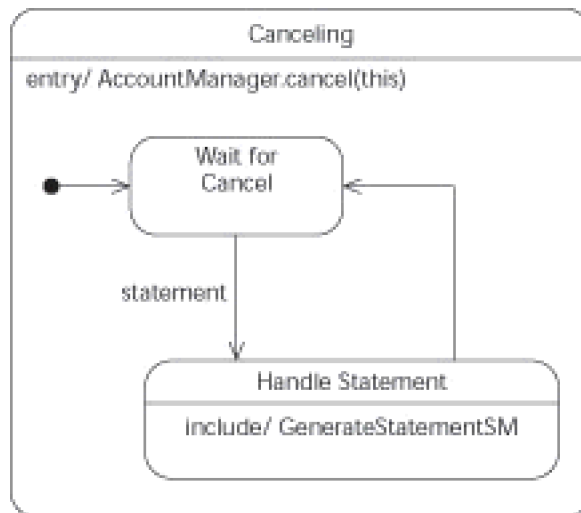 Canceling
entry/ AccountManager.cancel(this)
Wait for
Cancel
statement
Handle Statement
include/ GenerateStatementSM